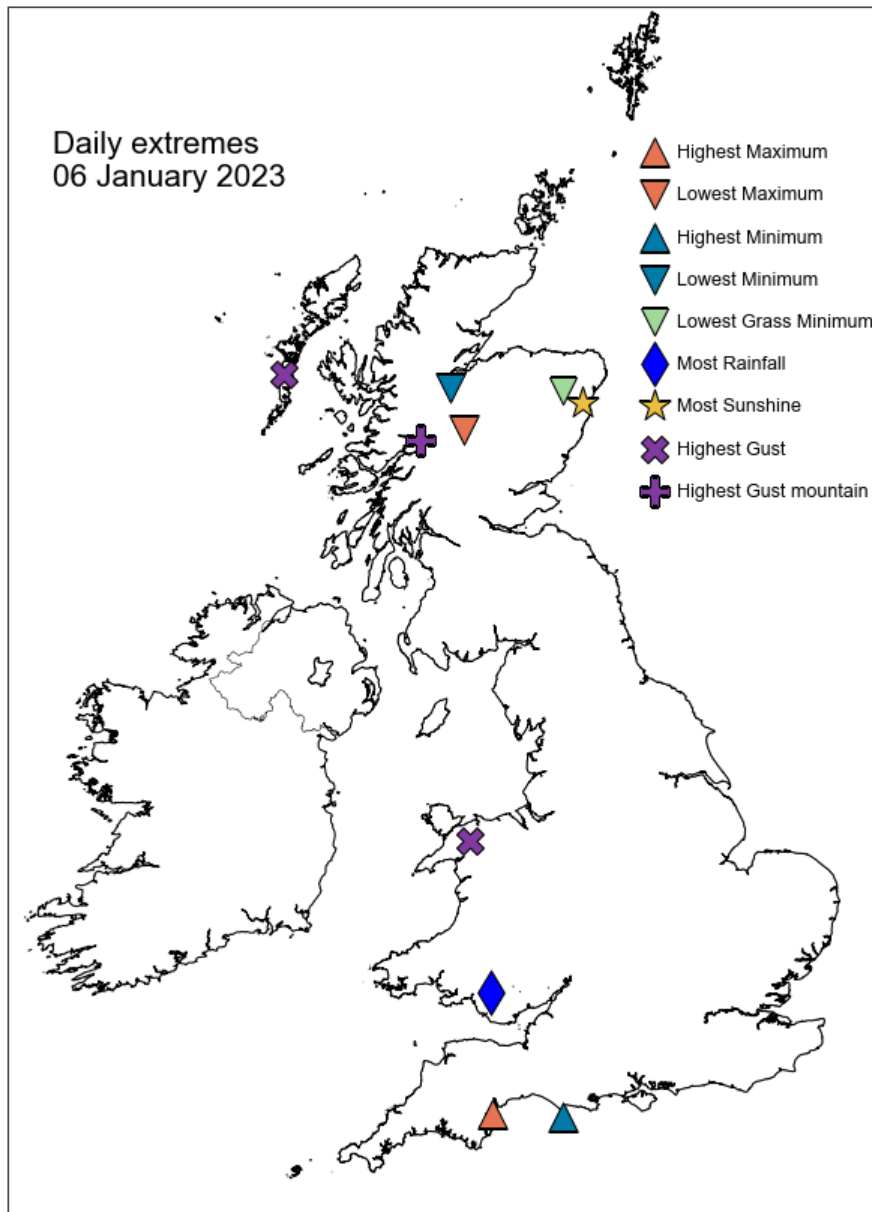 Daily extremes
06 January 2023
Highest Maximum
Lowest Maximum
Highest Minimum
Lowest Minimum
Lowest Grass Minimum
Most Rainfall
Most Sunshine
Highest Gust
Highest Gust mountain